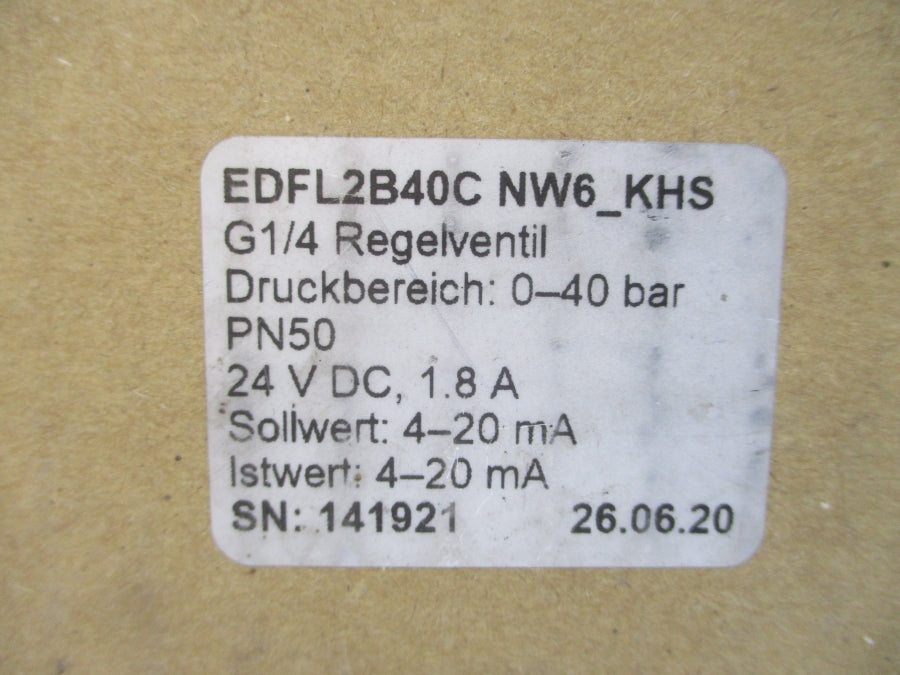 EDFL2B40C NW6_KHS
G1/4 Regelventil
Druckbereich: 0–40 bar
PN50
24 V DC, 1.8 A
Sollwert: 4–20 mA
Istwert: 4–20 mA
SN: 141921 26.06.20